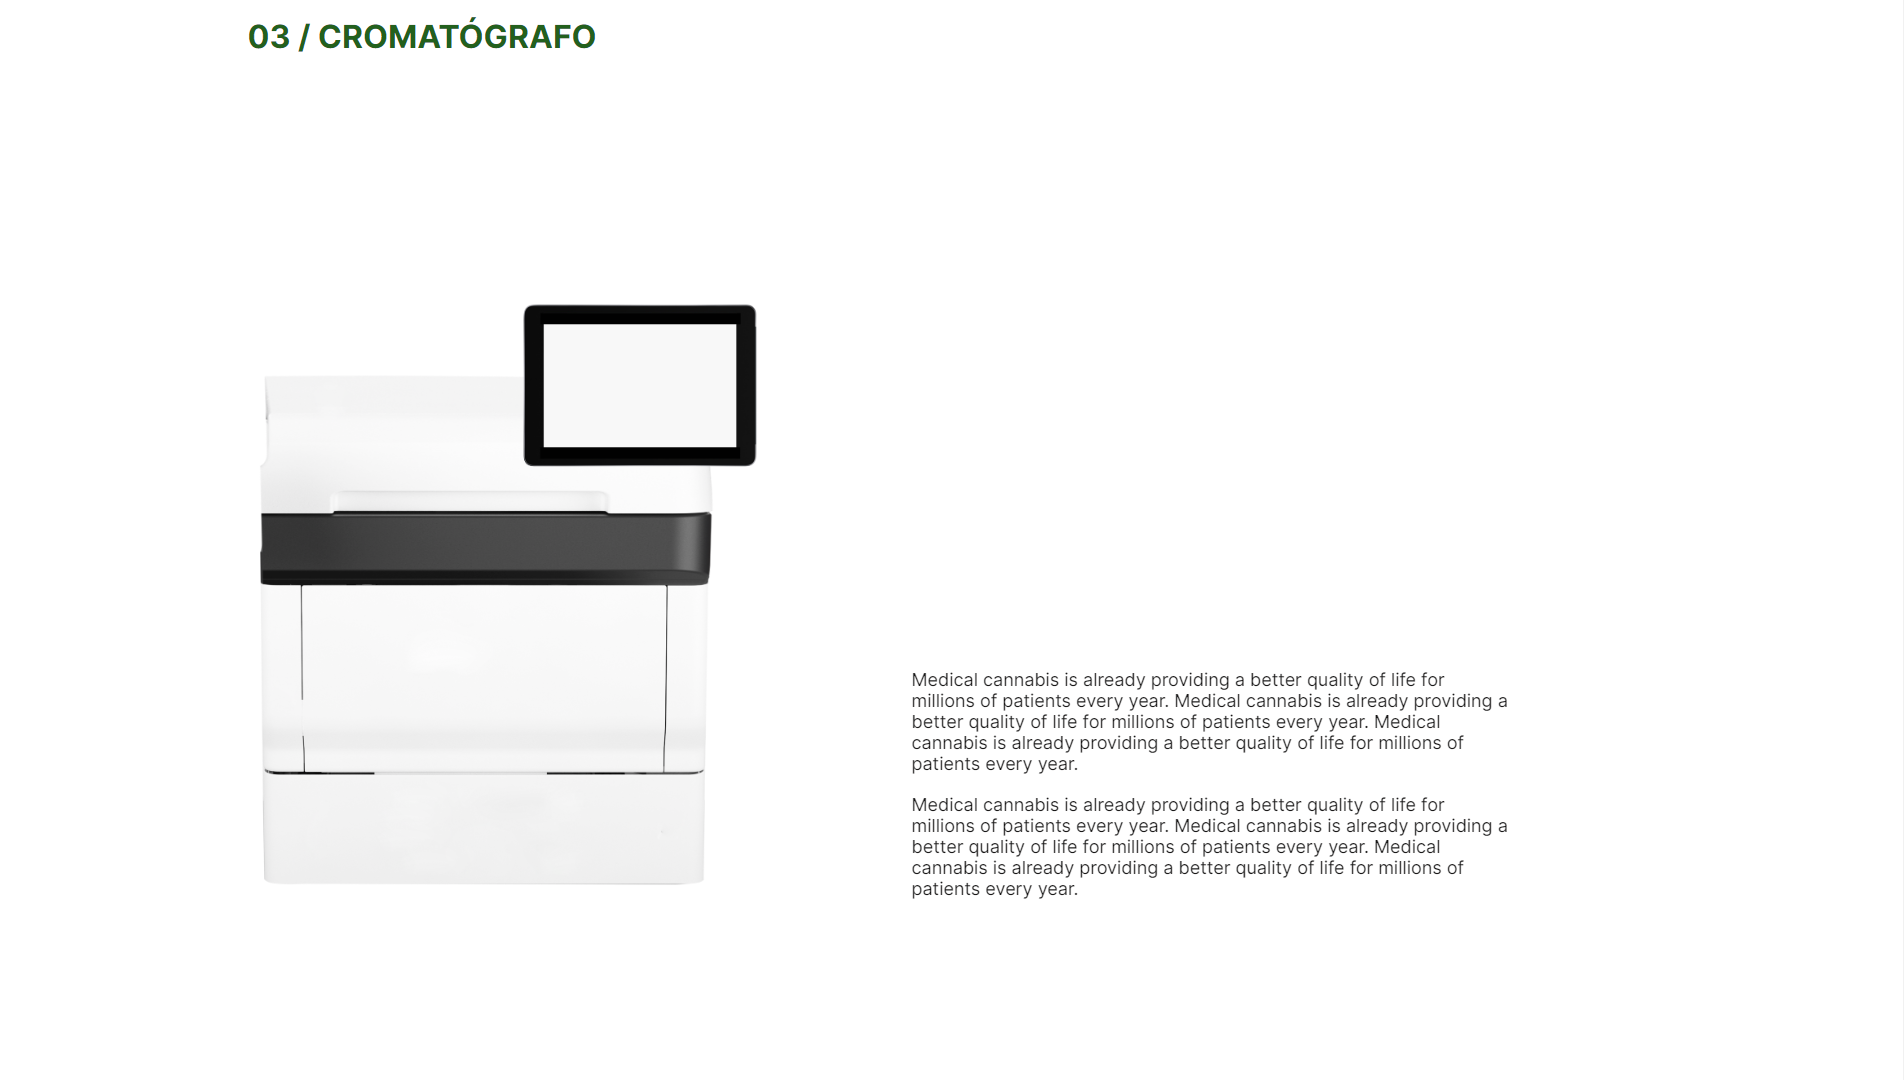 03 / CROMATÓGRAFO
Medical cannabis is already providing a better quality of life for
millions of patients every year. Medical cannabis is already providing a
better quality of life for millions of patients every year. Medical
cannabis is already providing a better quality of life for millions of
patients every year.
Medical cannabis is already providing a better quality of life for
millions of patients every year. Medical cannabis is already providing a
better quality of life for millions of patients every year. Medical
cannabis is already providing a better quality of life for millions of
patients every year.